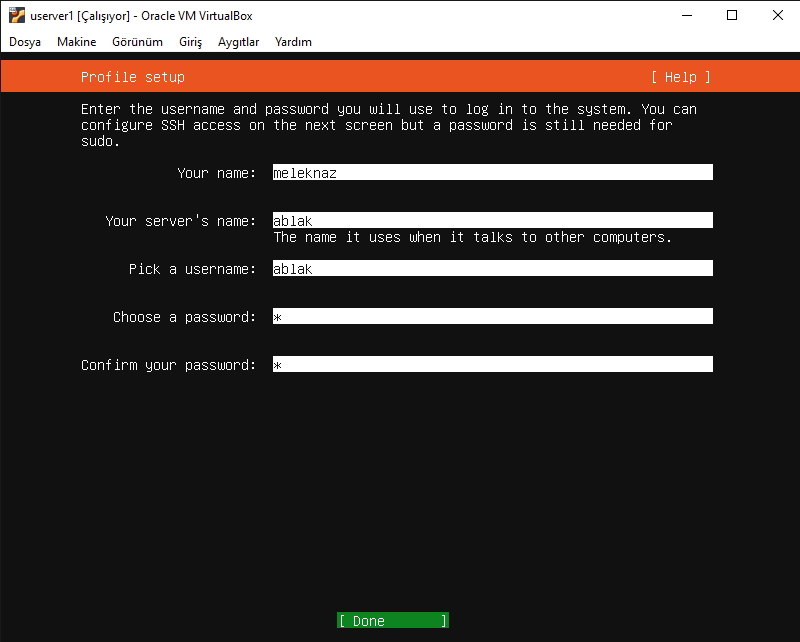 userver1 [Çalışıyor] - Oracle VM VirtualBox
Dosya Makine Görünüm Giriş Aygıtlar Yardım
Profile setup [ Help ]
Enter the username and password you will use to log in to the system. You can
configure SSH access on the next screen but a password is still needed for
sudo.
Your name: meleknaz
Your server's name: ablak
The name it uses when it talks to other computers.
Pick a username: ablak
Choose a password: *
Confirm your password: *
[ Done ]